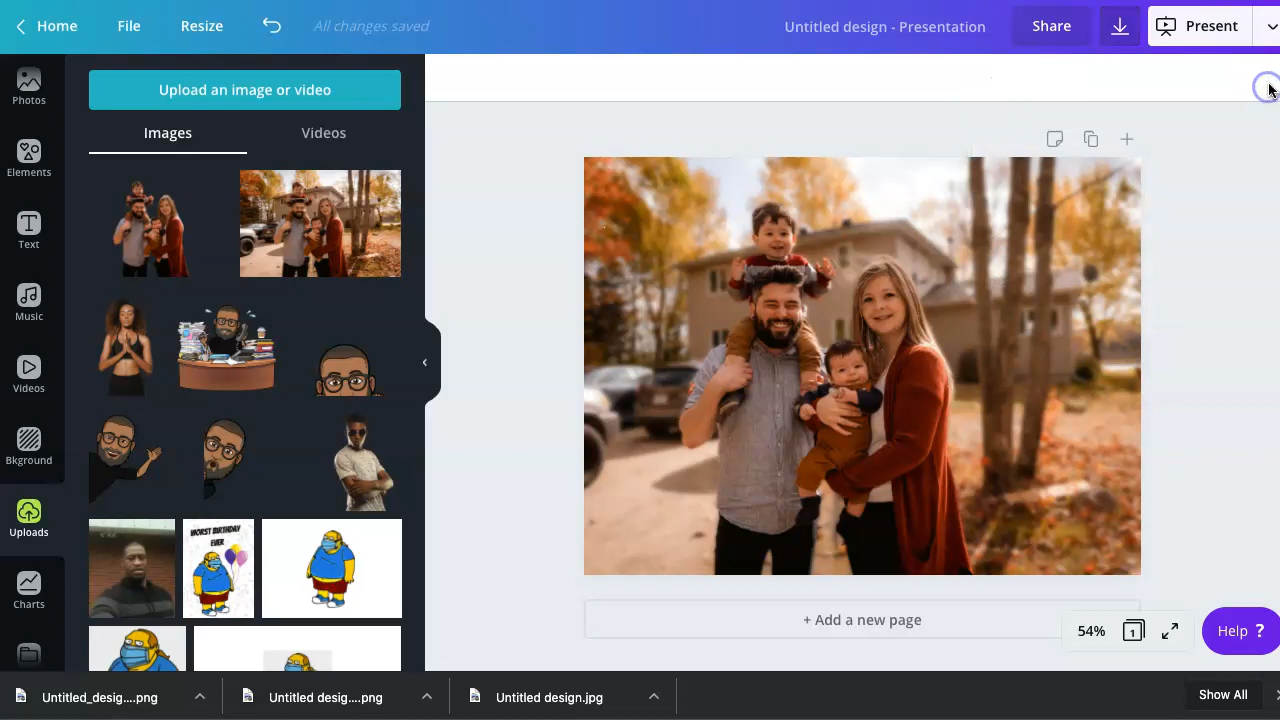 Home
File
Resize
All changes saved
Untitled design - Presentation
Share
Present
Photos
Elements
Text
Music
Videos
Bkground
Uploads
Charts
Upload an image or video
Images
Videos
WORST BIRTHDAY
EVER
+ Add a new page
54%
1
Help ?
Untitled_desig....png
Untitled desig....png
Untitled design.jpg
Show All